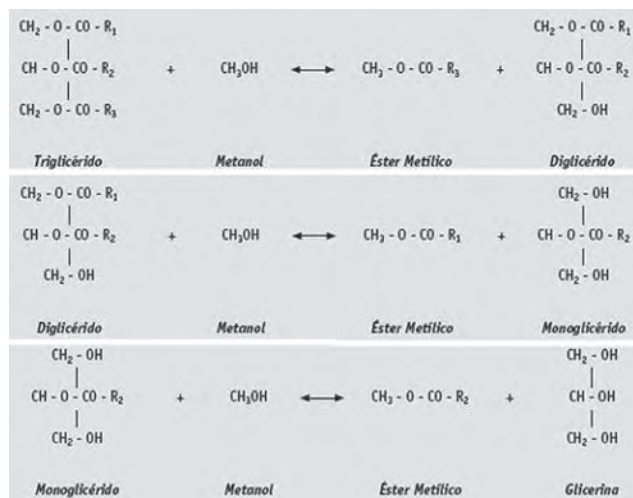 CH₂ - O - CO - R₁ CH₂ - O - CO - R₁
CH - O - CO - R₂ + CH₃OH ⟷ CH₃ - O - CO - R₃ + CH - O - CO - R₂
CH₂ - O - CO - R₃ CH₂ - OH
Triglicérido Metanol Éster Metílico Diglicérido
CH₂ - O - CO - R₁ CH₂ - OH
CH - O - CO - R₂ + CH₃OH ⟷ CH₃ - O - CO - R₁ + CH - O - CO - R₂
CH₂ - OH CH₂ - OH
Diglicérido Metanol Éster Metílico Monoglicérido
CH₂ - OH CH₂ - OH
CH - O - CO - R₂ + CH₃OH ⟷ CH₃ - O - CO - R₂ + CH - OH
CH₂ - OH CH₂ - OH
Monoglicérido Metanol Éster Metílico Glicerina